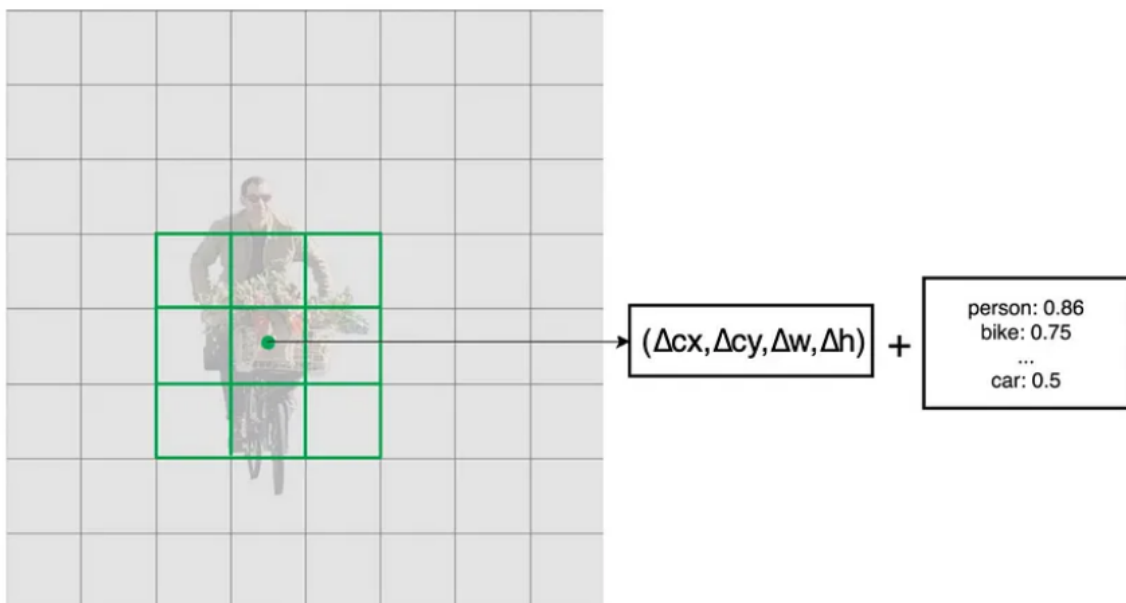 (Δcx,Δcy,Δw,Δh)
+
person: 0.86
bike: 0.75
...
car: 0.5